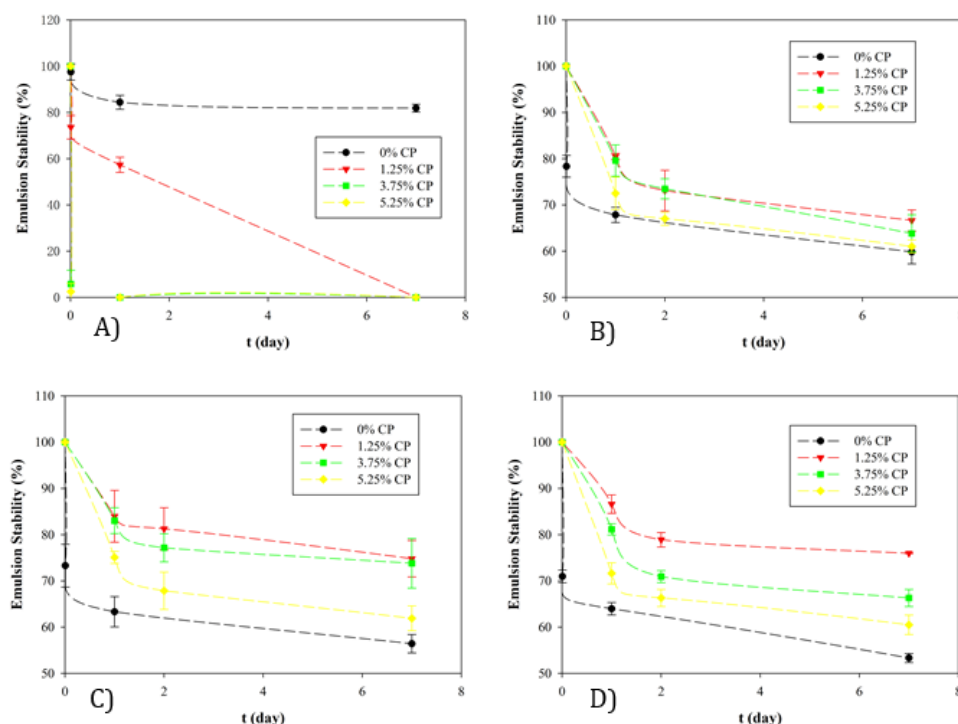 120
100
80
60
40
20
0
Emulsion Stability (%)
0% CP
1.25% CP
3.75% CP
5.25% CP
0 2 4 6 8
A)
t (day)
110
100
90
80
70
60
50
Emulsion Stability (%)
0% CP
1.25% CP
3.75% CP
5.25% CP
0 2 4 6 8
B)
t (day)
110
100
90
80
70
60
50
Emulsion Stability (%)
0% CP
1.25% CP
3.75% CP
5.25% CP
0 2 4 6 8
C)
t (day)
110
100
90
80
70
60
50
Emulsion Stability (%)
0% CP
1.25% CP
3.75% CP
5.25% CP
0 2 4 6 8
D)
t (day)